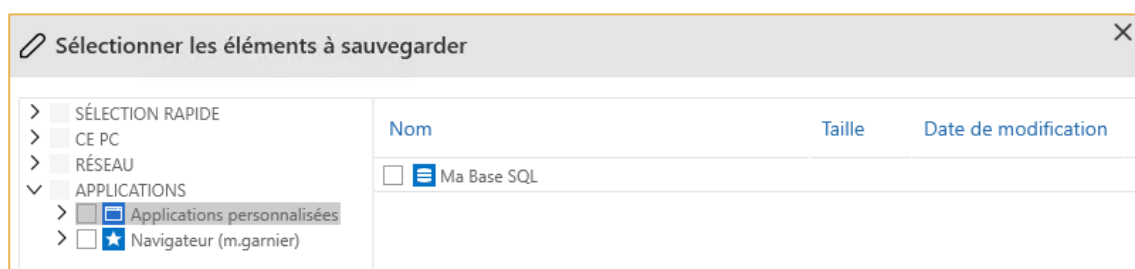 Sélectionner les éléments à sauvegarder
SÉLECTION RAPIDE
CE PC
RÉSEAU
APPLICATIONS
Applications personnalisées
Navigateur (m.garnier)
Nom Taille Date de modification
Ma Base SQL